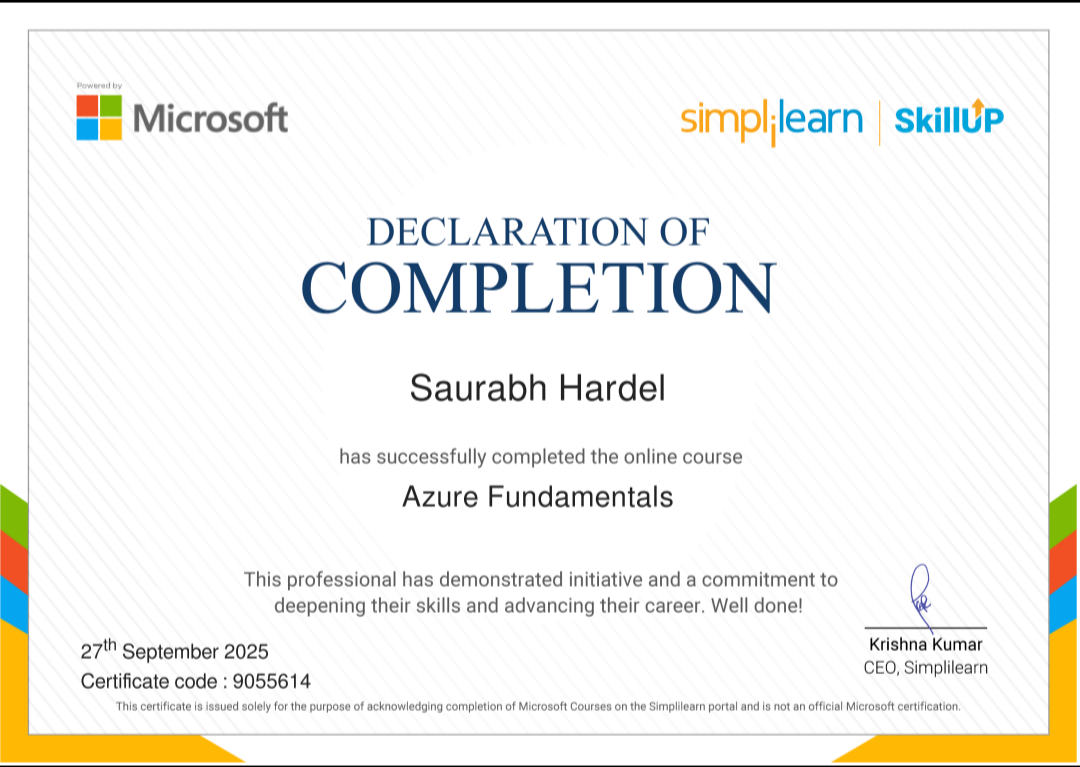 Powered by
Microsoft
simplilearn | SkillUP
DECLARATION OF
COMPLETION
Saurabh Hardel
has successfully completed the online course
Azure Fundamentals
This professional has demonstrated initiative and a commitment to
deepening their skills and advancing their career. Well done!
27th September 2025
Certificate code : 9055614
Krishna Kumar
CEO, Simplilearn
This certificate is issued solely for the purpose of acknowledging completion of Microsoft Courses on the Simplilearn portal and is not an official Microsoft certification.